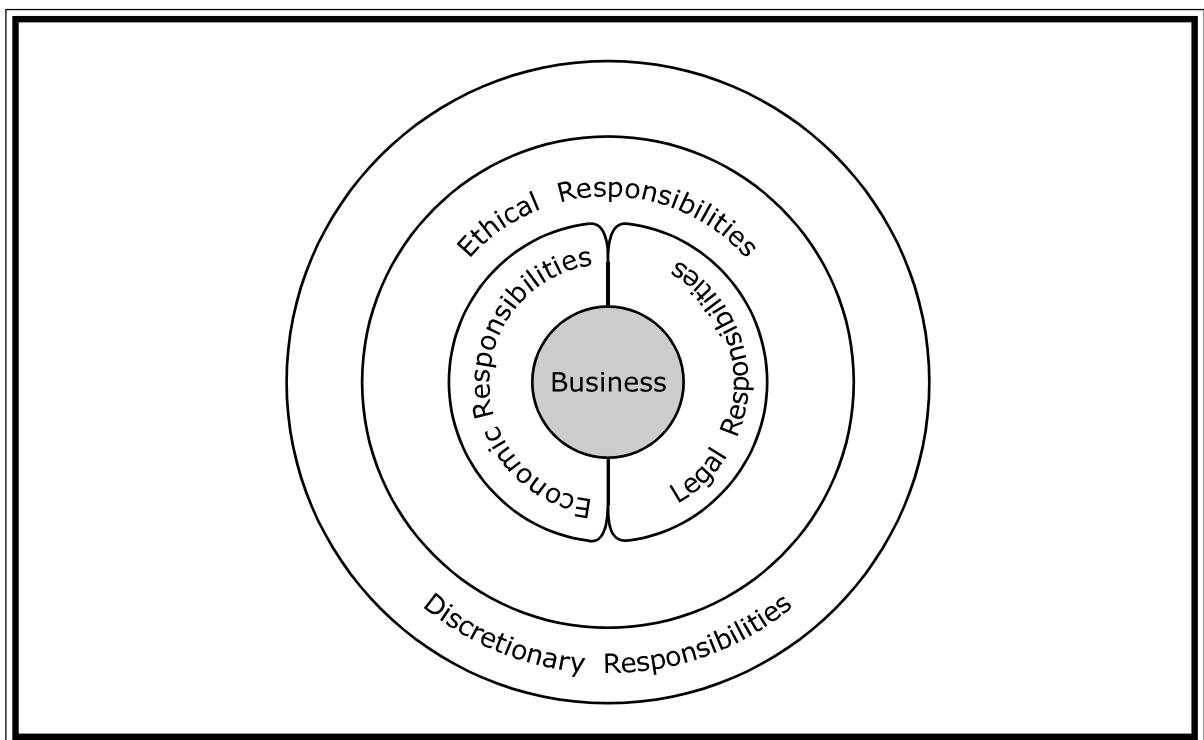 Ethical Responsibilities
Economic Responsibilities
Legal Responsibilities
Business
Discretionary Responsibilities